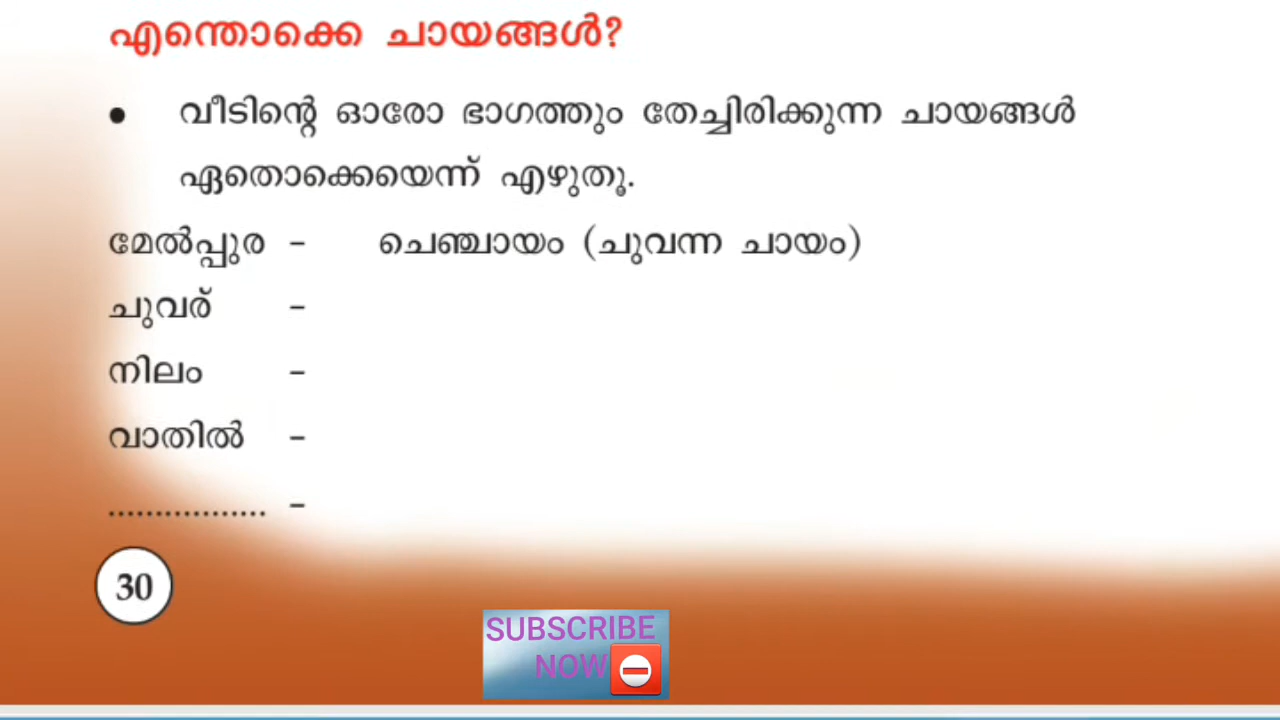 എന്തൊക്കെ ചായങ്ങൾ?
• വീടിന്റെ ഓരോ ഭാഗത്തും തേച്ചിരിക്കുന്ന ചായങ്ങൾ
ഏതൊക്കെയെന്ന് എഴുതൂ.
മേൽപ്പുര - ചെഞ്ചായം (ചുവന്ന ചായം)
ചുവര് -
നിലം -
വാതിൽ -
................. -
30
SUBSCRIBE
NOW